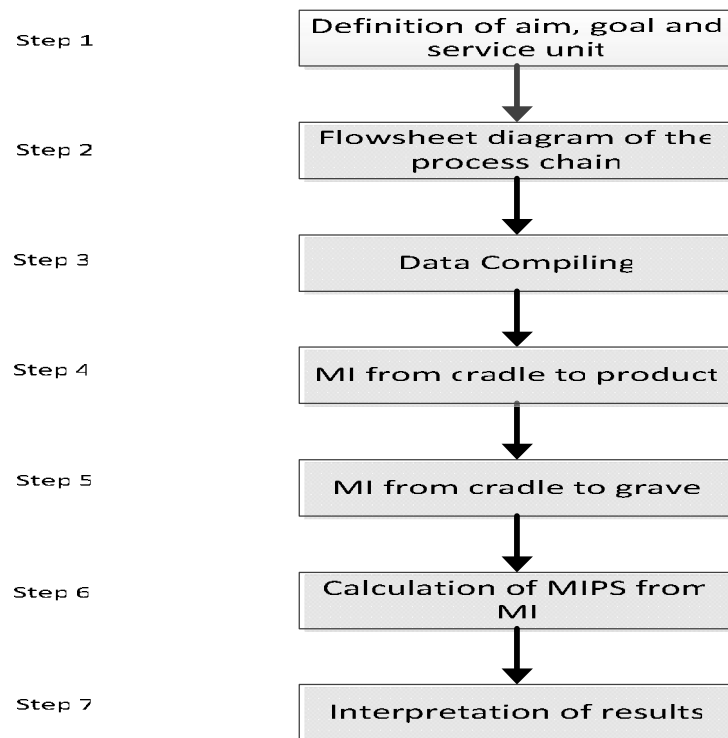 Step 1
Definition of aim, goal and
service unit
Step 2
Flowsheet diagram of the
process chain
Step 3
Data Compiling
Step 4
MI from cradle to product
Step 5
MI from cradle to grave
Step 6
Calculation of MIPS from
MI
Step 7
Interpretation of results